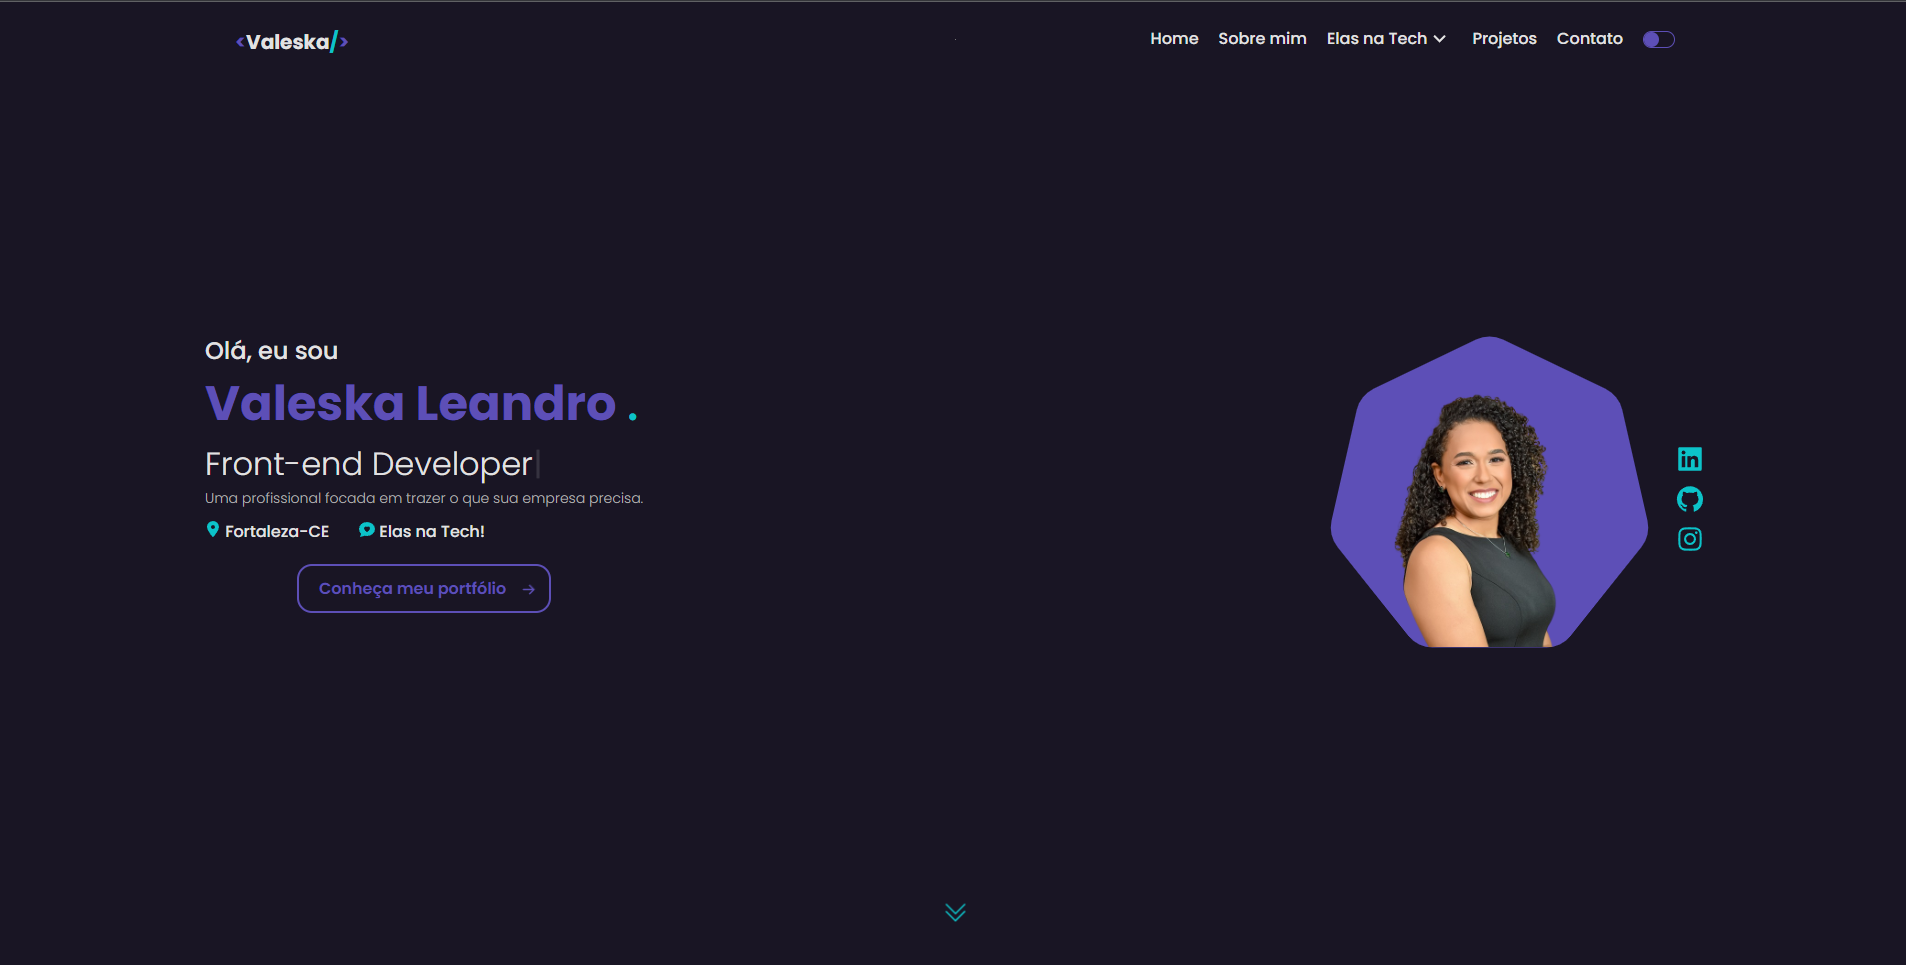 <Valeska/>
Home Sobre mim Elas na Tech Projetos Contato
Olá, eu sou
Valeska Leandro .
Front-end Developer|
Uma profissional focada em trazer o que sua empresa precisa.
Fortaleza-CE Elas na Tech!
Conheça meu portfólio →
in